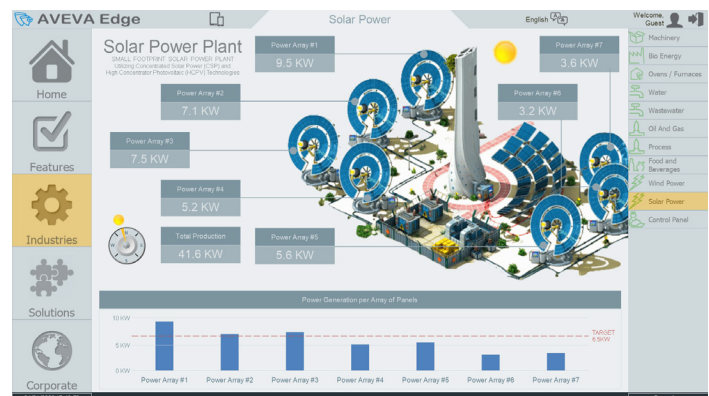 AVEVA Edge
Solar Power
English
Welcome,
Guest
Home
Features
Industries
Solutions
Corporate
Solar Power Plant
SMALL FOOTPRINT SOLAR POWER PLANT
Utilizing Concentrated Solar Power (CSP) and
High Concentrator Photovoltaic (HCPV) Technologies
Power Array #1
9.5 KW
Power Array #2
7.1 KW
Power Array #3
7.5 KW
Power Array #4
5.2 KW
Total Production
41.6 KW
Power Array #5
5.6 KW
Power Array #6
3.2 KW
Power Array #7
3.6 KW
Machinery
Bio Energy
Ovens / Furnaces
Water
Wastewater
Oil And Gas
Process
Food and
Beverages
Wind Power
Solar Power
Control Panel
Power Generation per Array of Panels
10 KW
5 KW
0 KW
TARGET
6.5KW
Power Array #1
Power Array #2
Power Array #3
Power Array #4
Power Array #5
Power Array #6
Power Array #7